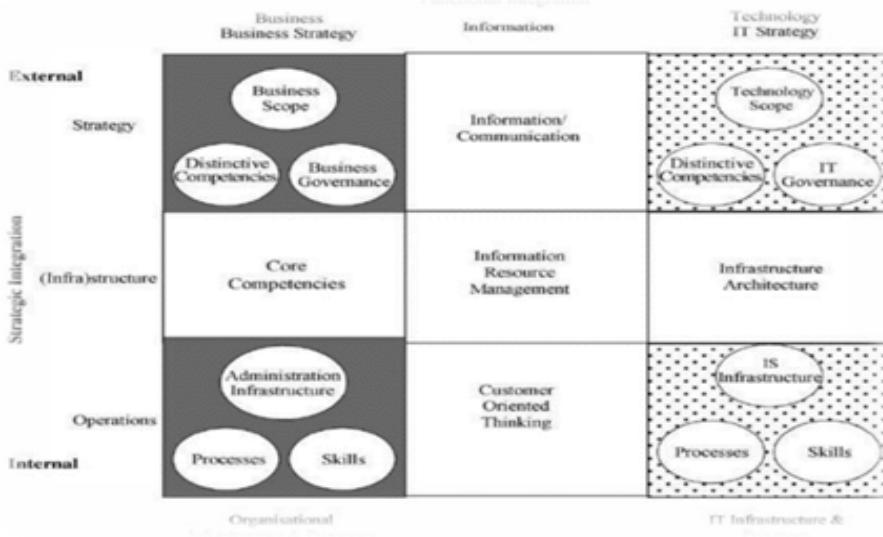 Business
Business Strategy
Information
Technology
IT Strategy
External
Strategy
Business
Scope
Distinctive
Competencies
Business
Governance
Information/
Communication
Technology
Scope
Distinctive
Competencies
IT
Governance
Strategic Integration
(Infra)structure
Core
Competencies
Information
Resource
Management
Infrastructure
Architecture
Operations
Internal
Administration
Infrastructure
Processes
Skills
Customer
Oriented
Thinking
IS
Infrastructure
Processes
Skills
Organisational
IT Infrastructure &